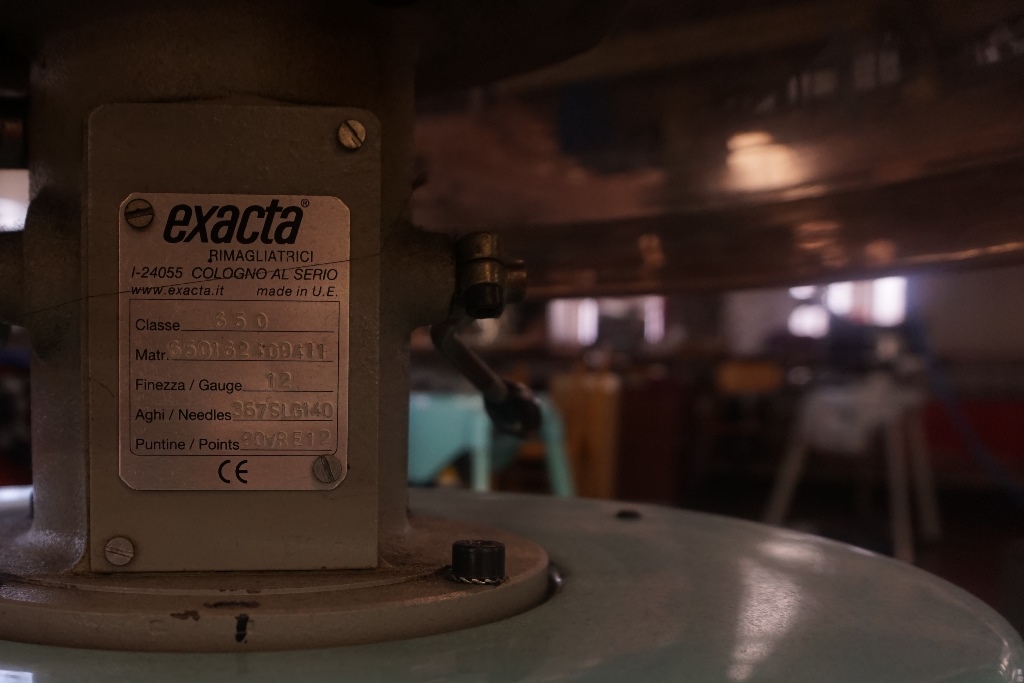 exacta®
RIMAGLIATRICI
I-24055 COLOGNO AL SERIO
www.exacta.it made in U.E.
Classe 650
Matr.
Finezza / Gauge 12
Aghi / Needles
Puntine / Points
CE